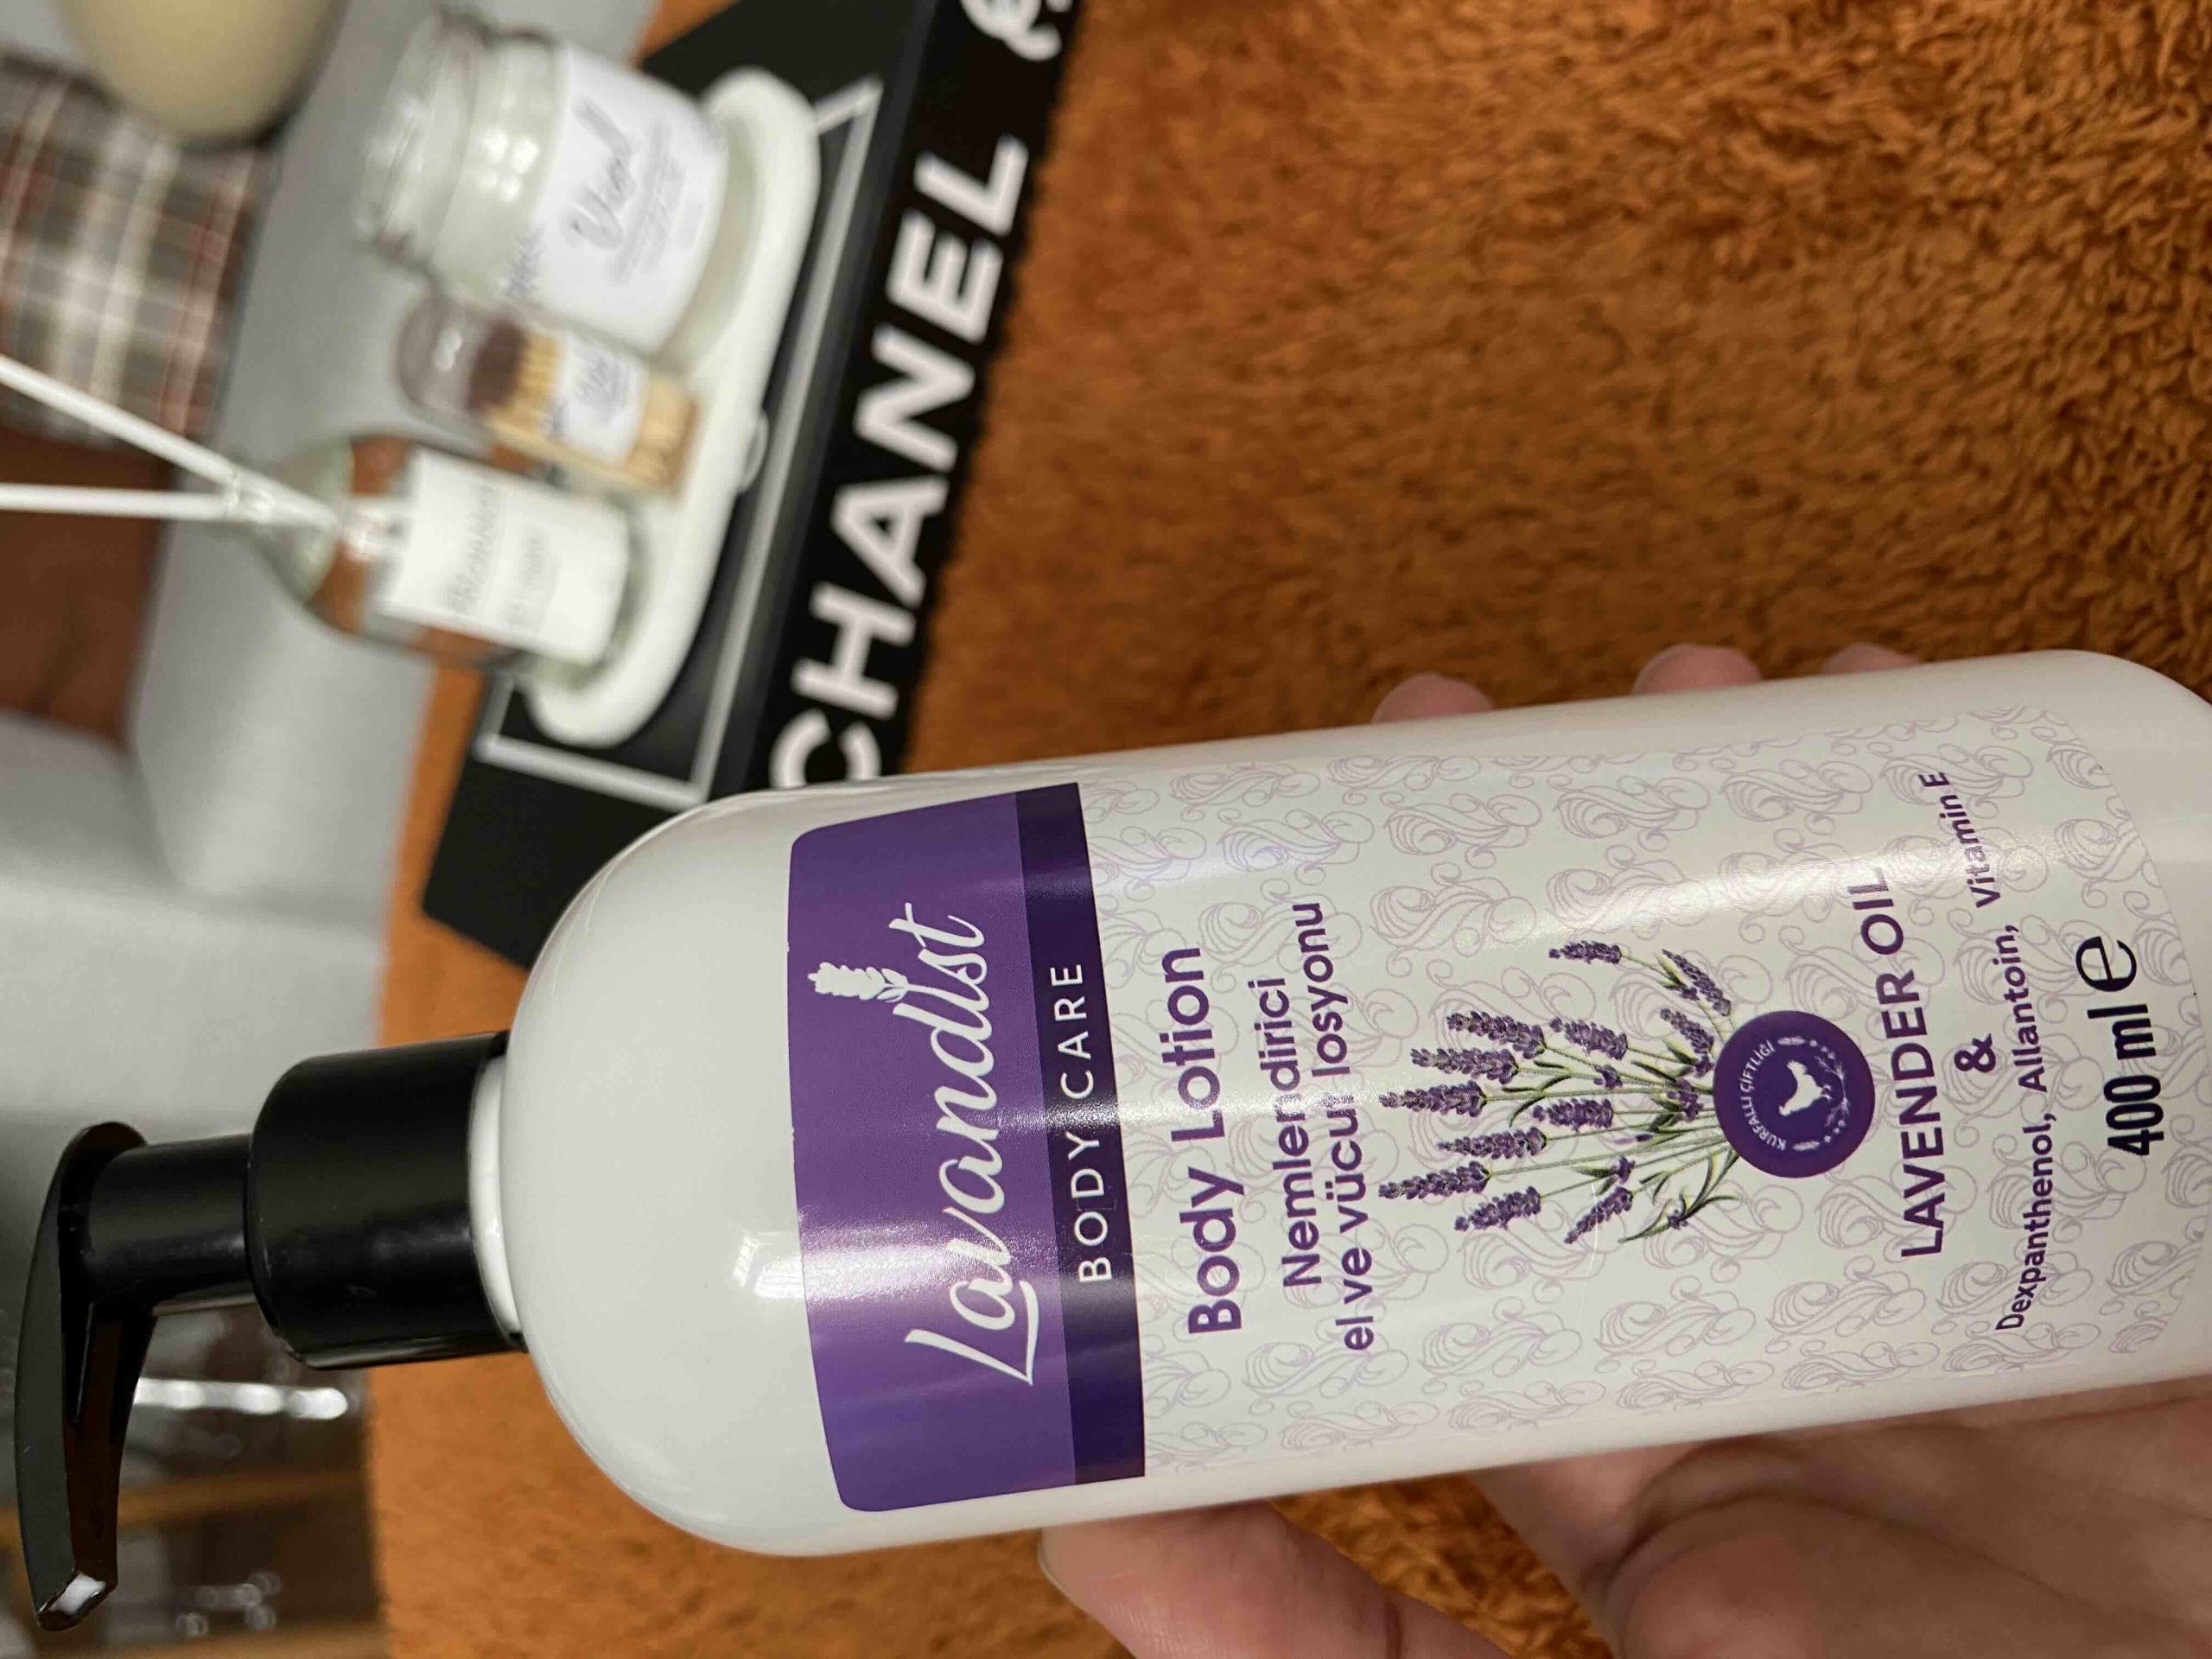 Lavandist
BODY CARE
Body Lotion
Nemlendirici
el ve vücut losyonu
KURFALLI ÇİFTLİĞİ
LAVENDER OIL
&
Dexpanthenol, Allantoin, Vitamin E
400 ml e
CHANEL